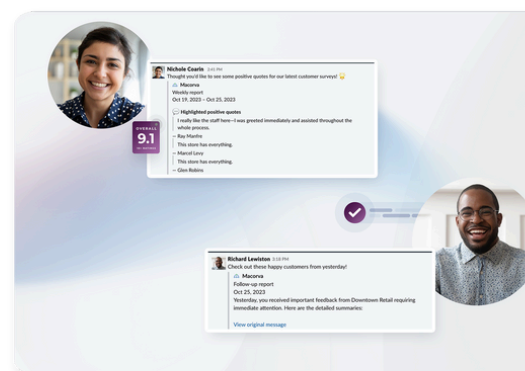 Nichole Coarin
Thought you'd like to see some positive quotes for our latest customer surveys!
Macorva
Weekly report
Oct 19, 2023 – Oct 25, 2023
Highlighted positive quotes
I really like the staff here—I was greeted immediately and assisted throughout the
whole process.
— Ray Manfre
This store has everything.
— Marcel Levy
This store has everything.
— Glen Robins
OVERALL
9.1
Richard Lewiston 3:18 PM
Check out these happy customers from yesterday!
Macorva
Follow-up report
Oct 25, 2023
Yesterday, you received important feedback from Downtown Retail requiring
immediate attention. Here are the detailed summaries:
View original message